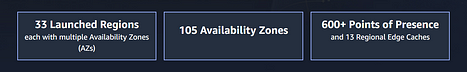 33 Launched Regions
each with multiple Availability Zones
(AZs)
105 Availability Zones
600+ Points of Presence
and 13 Regional Edge Caches